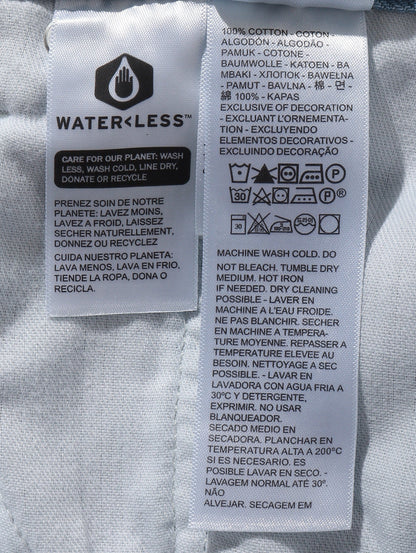 WATER<LESS™
CARE FOR OUR PLANET: WASH
LESS, WASH COLD, LINE DRY,
DONATE OR RECYCLE
PRENEZ SOIN DE NOTRE
PLANETE: LAVEZ MOINS,
LAVEZ A FROID, LAISSEZ
SECHER NATURELLEMENT,
DONNEZ OU RECYCLEZ
CUIDA NUESTRO PLANETA:
LAVA MENOS, LAVA EN FRIO,
TIENDE LA ROPA, DONA O
RECICLA.
100% COTTON - COTON -
ALGODÓN - ALGODÃO -
PAMUK - COTONE -
BAUMWOLLE - KATOEN - BA
MBAKI - ХЛОПОК - BAWEŁNA
- PAMUT - BAVLNA - 棉 - 면 -
綿 100% - KAPAS
EXCLUSIVE OF DECORATION
- EXCLUANT L'ORNEMENTA-
TION - EXCLUYENDO
ELEMENTOS DECORATIVOS -
EXCLUINDO DECORAÇÃO
P
30 P ®
30
MACHINE WASH COLD. DO
NOT BLEACH. TUMBLE DRY
MEDIUM. HOT IRON
IF NEEDED. DRY CLEANING
POSSIBLE - LAVER EN
MACHINE A L'EAU FROIDE.
NE PAS BLANCHIR. SECHER
EN MACHINE A TEMPERA-
TURE MOYENNE. REPASSER A
TEMPERATURE ELEVEE AU
BESOIN. NETTOYAGE A SEC
POSSIBLE. - LAVAR EN
LAVADORA CON AGUA FRIA A
30ºC Y DETERGENTE,
EXPRIMIR. NO USAR
BLANQUEADOR.
SECADO MEDIO EN
SECADORA. PLANCHAR EN
TEMPERATURA ALTA A 200ºC
SI ES NECESARIO. ES
POSIBLE LAVAR EN SECO. -
LAVAGEM NORMAL ATÉ 30º.
NÃO
ALVEJAR. SECAGEM EM